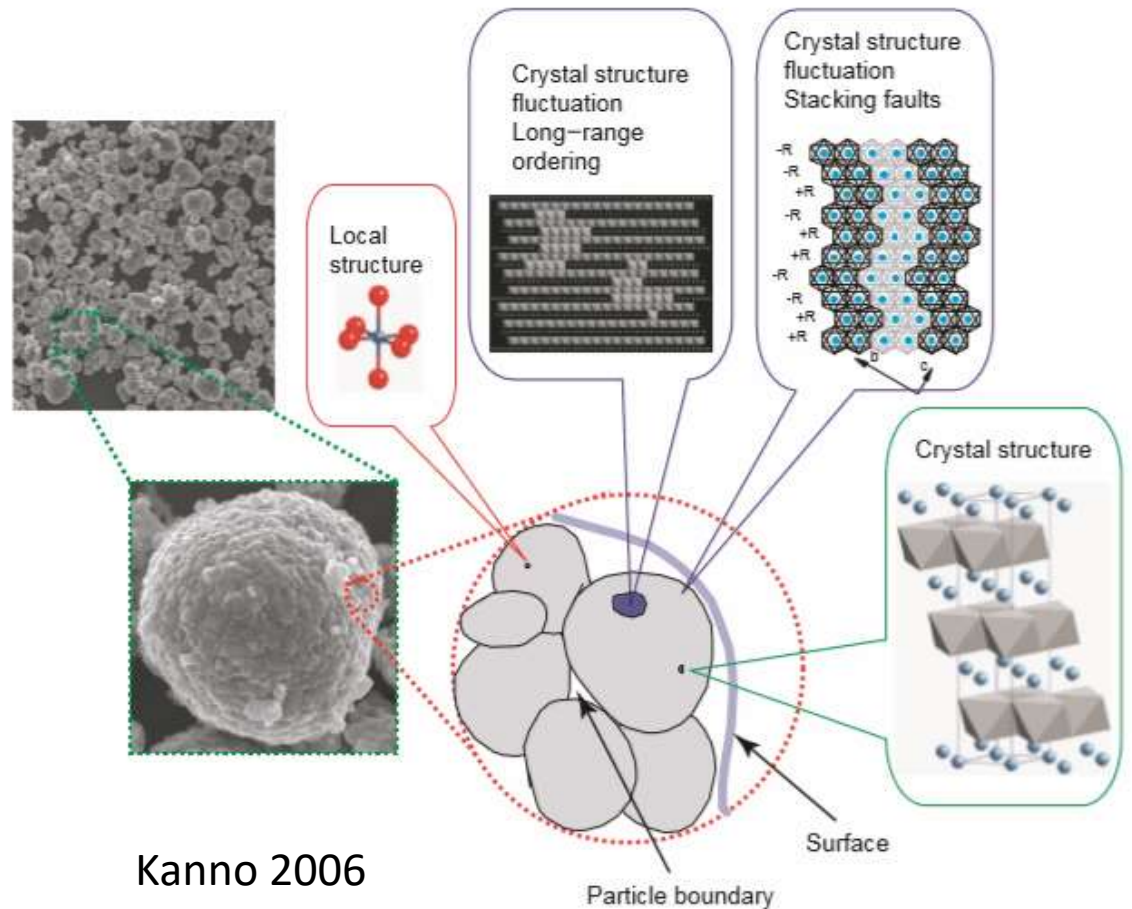 Crystal structure
fluctuation
Long-range
ordering
Crystal structure
fluctuation
Stacking faults
-R
-R
+R
-R
+R
+R
-R
-R
+R
+R
b
c
Local
structure
Crystal structure
Surface
Particle boundary
Kanno 2006